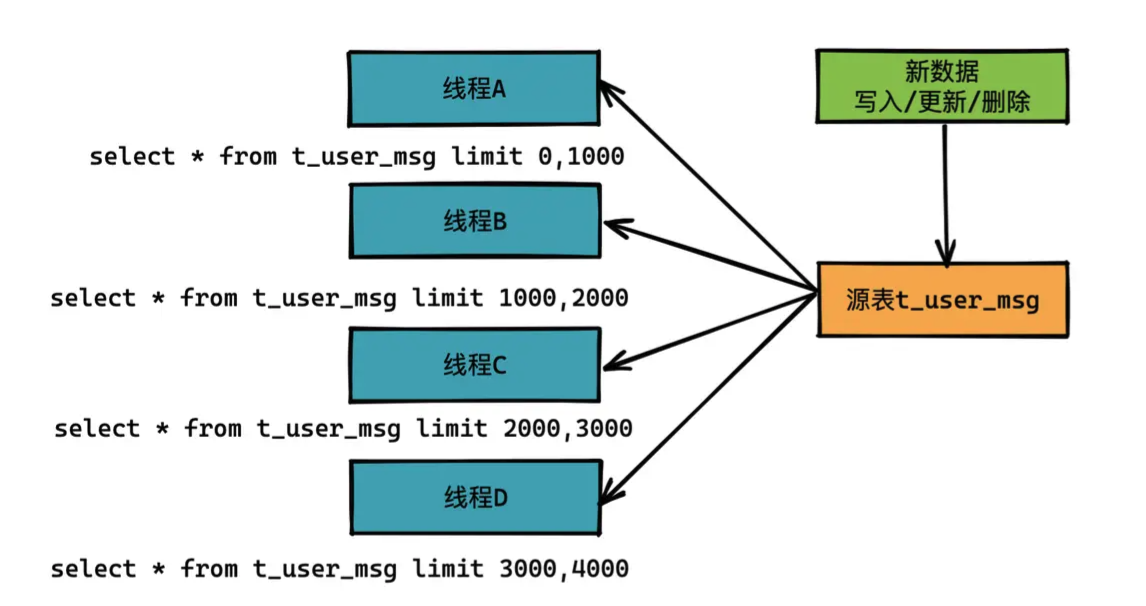 线程A
新数据
写入/更新/删除
select * from t_user_msg limit 0,1000
线程B
select * from t_user_msg limit 1000,2000
源表t_user_msg
线程C
select * from t_user_msg limit 2000,3000
线程D
select * from t_user_msg limit 3000,4000